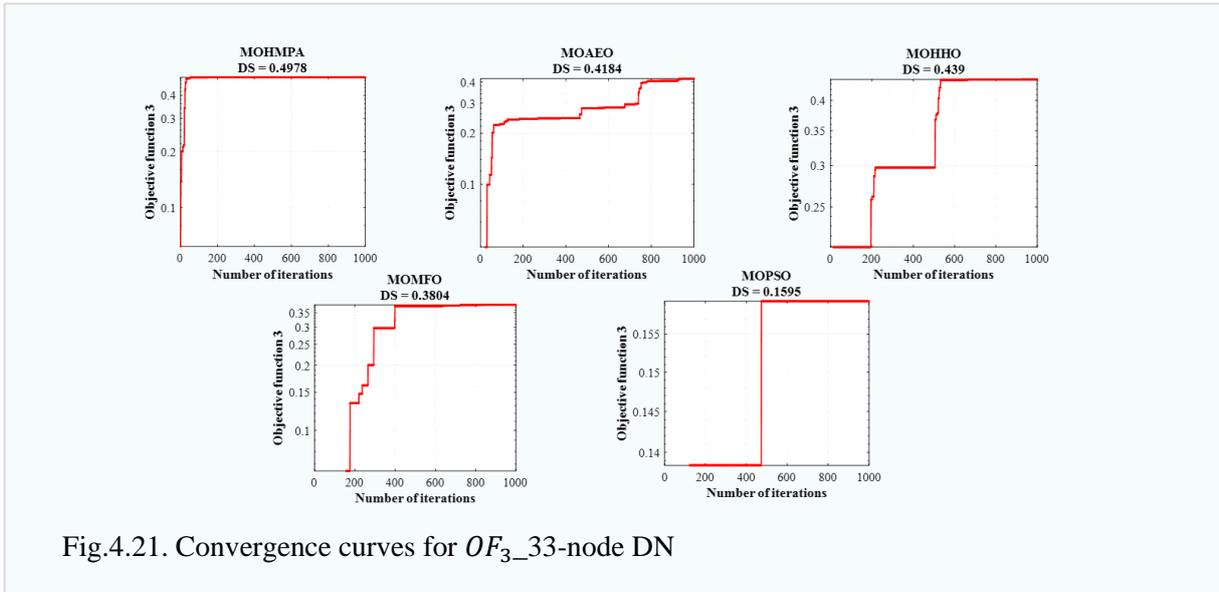 MOHMPA
DS = 0.4978
Objective function 3
0.4
0.3
0.2
0.1
0 200 400 600 800 1000
Number of iterations
MOAEO
DS = 0.4184
Objective function 3
0.4
0.3
0.2
0.1
0 200 400 600 800 1000
Number of iterations
MOHHO
DS = 0.439
Objective function 3
0.4
0.35
0.3
0.25
0 200 400 600 800 1000
Number of iterations
MOMFO
DS = 0.3804
Objective function 3
0.35
0.3
0.25
0.2
0.15
0.1
0 200 400 600 800 1000
Number of iterations
MOPSO
DS = 0.1595
Objective function 3
0.155
0.15
0.145
0.14
0 200 400 600 800 1000
Number of iterations
Fig.4.21. Convergence curves for 𝑂𝐹₃_33-node DN